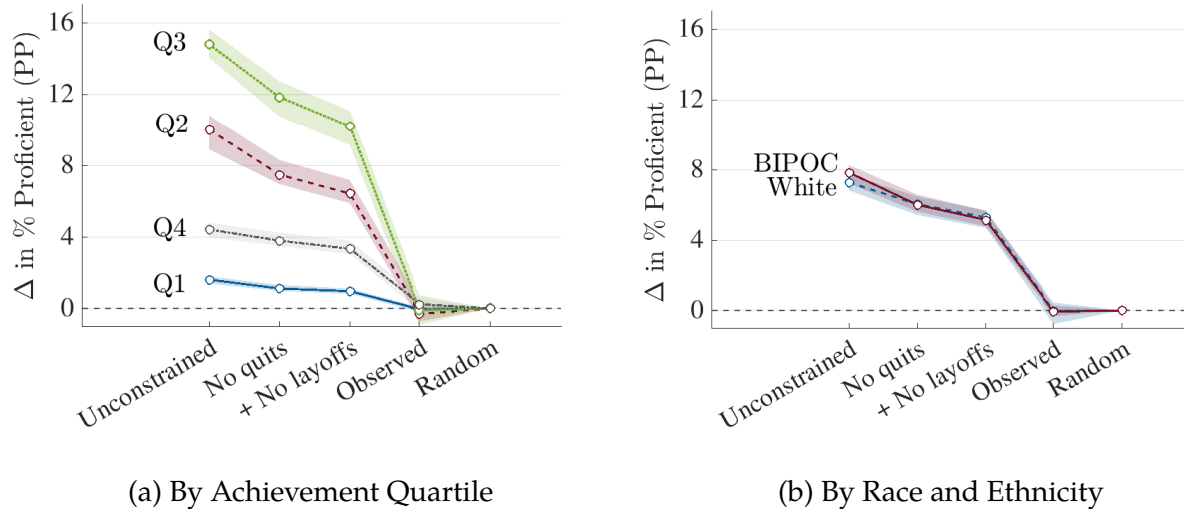 Δ in % Proficient (PP)
16
12
8
4
0
Q3
Q2
Q4
Q1
Unconstrained
No quits
+ No layoffs
Observed
Random
(a) By Achievement Quartile
Δ in % Proficient (PP)
16
12
8
4
0
BIPOC
White
Unconstrained
No quits
+ No layoffs
Observed
Random
(b) By Race and Ethnicity